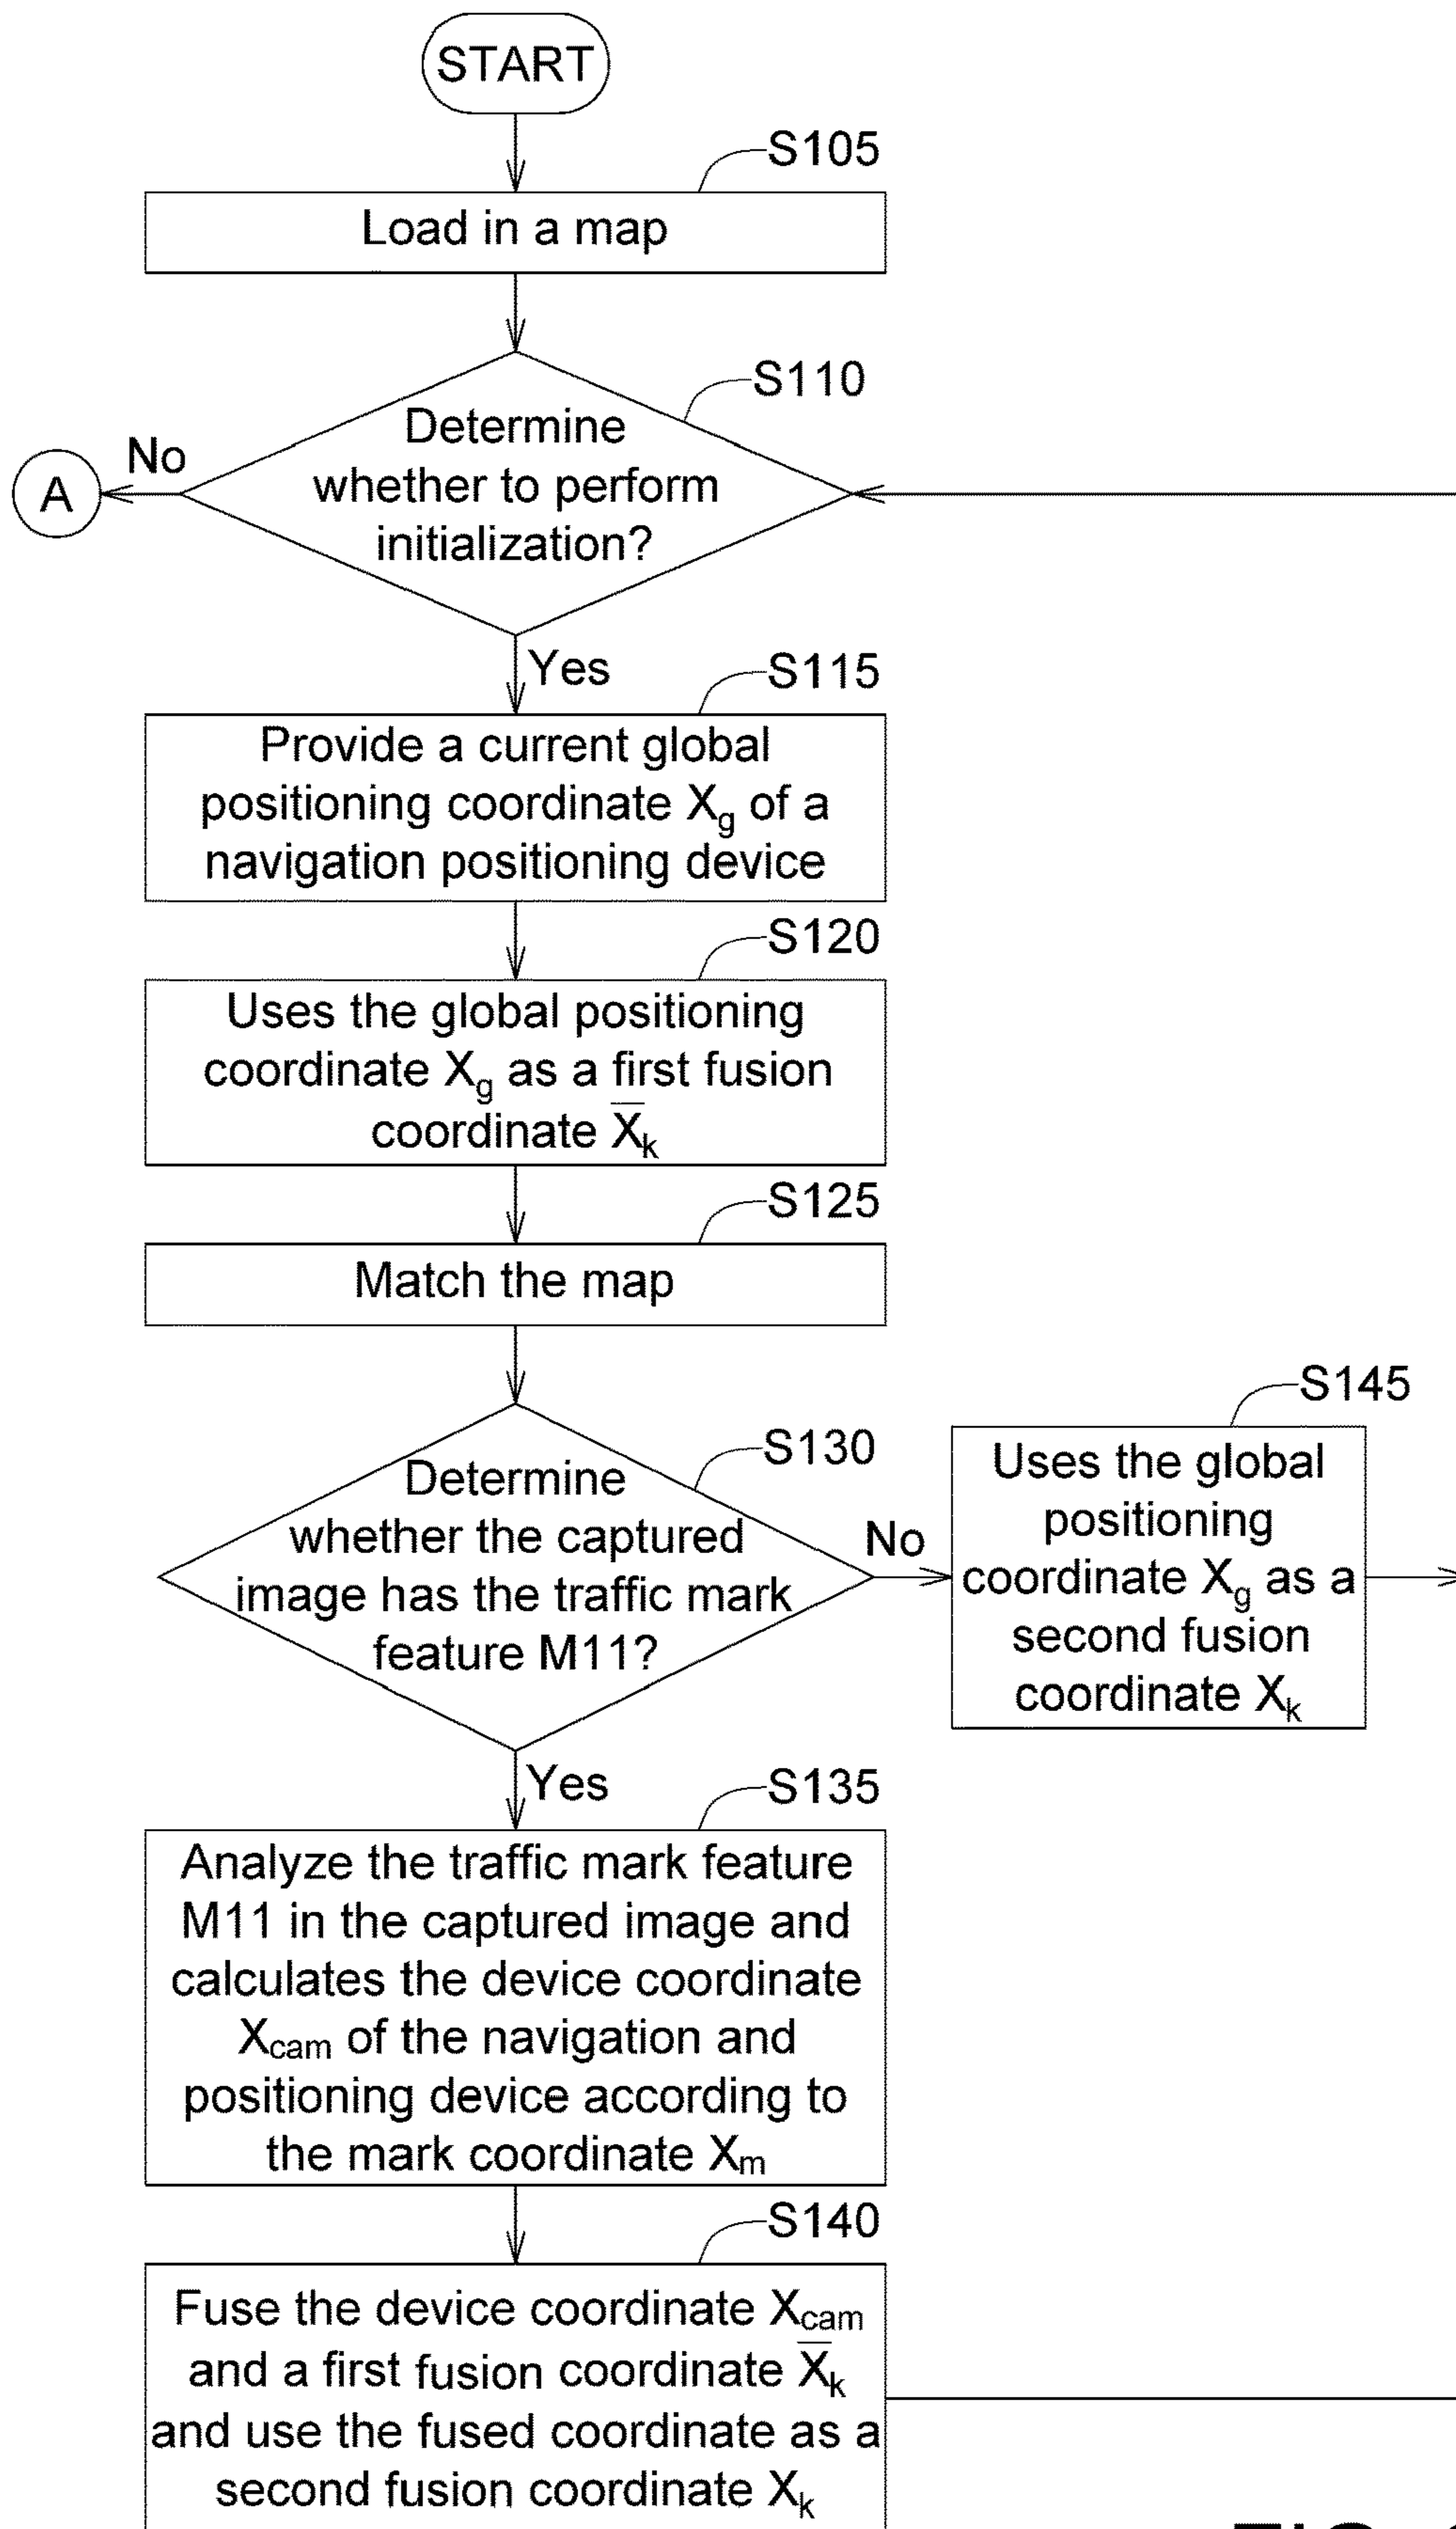 START
S105
Load in a map
S110
Determine
whether to perform
initialization?
No
A
Yes
S115
Provide a current global
positioning coordinate Xg of a
navigation positioning device
S120
Uses the global positioning
coordinate Xg as a first fusion
coordinate X̅k
S125
Match the map
S130
Determine
whether the captured
image has the traffic mark
feature M11?
No
S145
Uses the global
positioning
coordinate Xg as a
second fusion
coordinate Xk
Yes
S135
Analyze the traffic mark feature
M11 in the captured image and
calculates the device coordinate
Xcam of the navigation and
positioning device according to
the mark coordinate Xm
S140
Fuse the device coordinate Xcam
and a first fusion coordinate X̅k
and use the fused coordinate as a
second fusion coordinate Xk